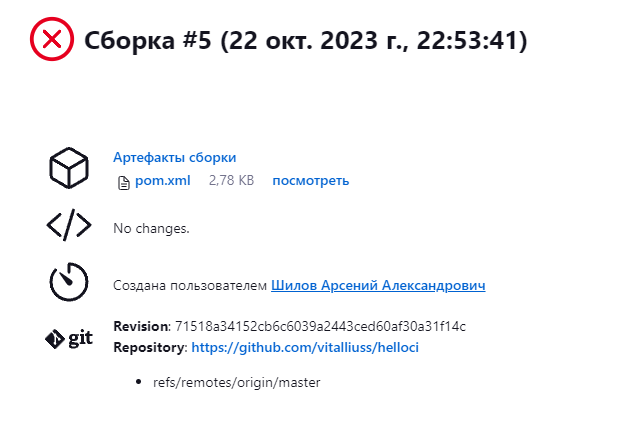 Сборка #5 (22 окт. 2023 г., 22:53:41)
Артефакты сборки
pom.xml 2,78 KB посмотреть
No changes.
Создана пользователем Шилов Арсений Александрович
git
Revision: 71518a34152cb6c6039a2443ced60af30a31f14c
Repository: https://github.com/vitalliuss/helloci
refs/remotes/origin/master